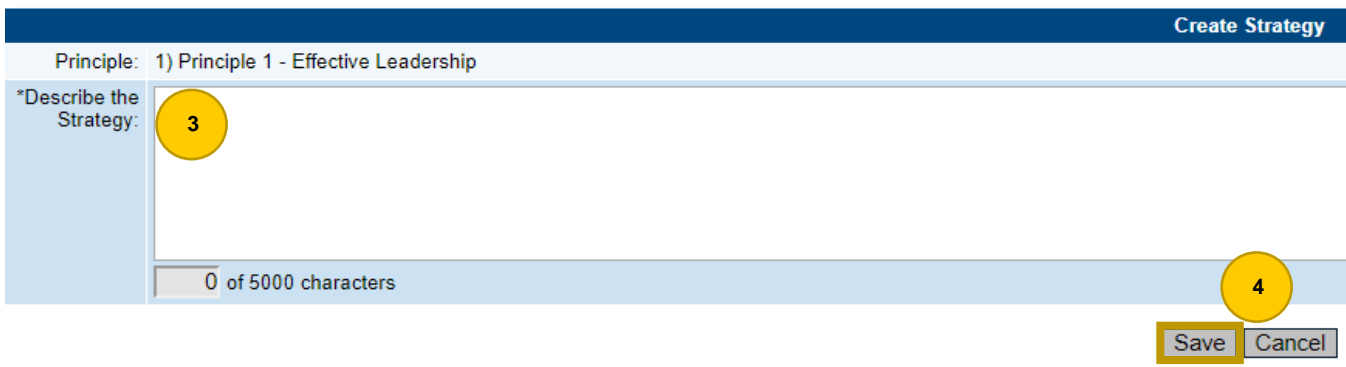 Create Strategy
Principle: 1) Principle 1 - Effective Leadership
*Describe the
Strategy:
3
0 of 5000 characters
4
Save Cancel